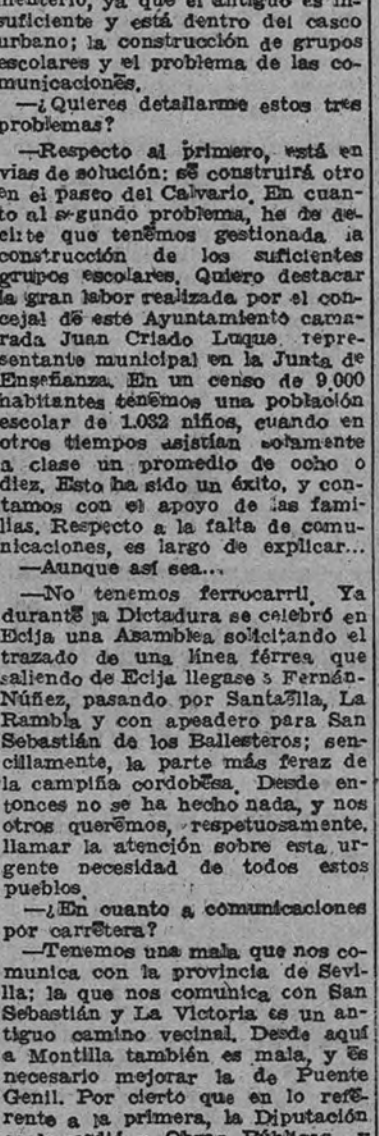 menterio, ya que el antiguo es in-
suficiente y está dentro del casco
urbano; la construcción de grupos
escolares y el problema de las co-
municaciones.
—¿Quieres detallarme estos tres
problemas?
—Respecto al primero, está en
vias de solución: se construirá otro
en el paseo del Calvario. En cuan-
to al segundo problema, he de de-
cirte que tenemos gestionada la
construcción de los suficientes
grupos escolares. Quiero destacar
la gran labor realizada por el con-
cejal de este Ayuntamiento cama-
rada Juan Criado Luque, repre-
sentante municipal en la Junta de
Enseñanza. En un censo de 9.000
habitantes tenemos una población
escolar de 1.032 niños, cuando en
otros tiempos asistían solamente
a clase un promedio de ocho o
diez. Esto ha sido un éxito, y con-
tamos con el apoyo de las fami-
lias. Respecto a la falta de comu-
nicaciones, es largo de explicar...
—Aunque así sea...
—No tenemos ferrocarril. Ya
durante la Dictadura se celebró en
Ecija una Asamblea solicitando el
trazado de una línea férrea que
saliendo de Ecija llegase a Fernán-
Núñez, pasando por Santaella, La
Rambla y con apeadero para San
Sebastián de los Ballesteros; sen-
cillamente, la parte más feraz de
la campiña cordobesa. Desde en-
tonces no se ha hecho nada, y nos
otros queremos, respetuosamente,
llamar la atención sobre esta ur-
gente necesidad de todos estos
pueblos.
—¿En cuanto a comunicaciones
por carretera?
—Tenemos una mala que nos co-
munica con la provincia de Sevi-
lla; la que nos comunica con San
Sebastián y La Victoria es un an-
tiguo camino vecinal. Desde aquí
a Montilla también es mala, y es
necesario mejorar la de Puente
Genil. Por cierto que en lo refe-
rente a la primera, la Diputación